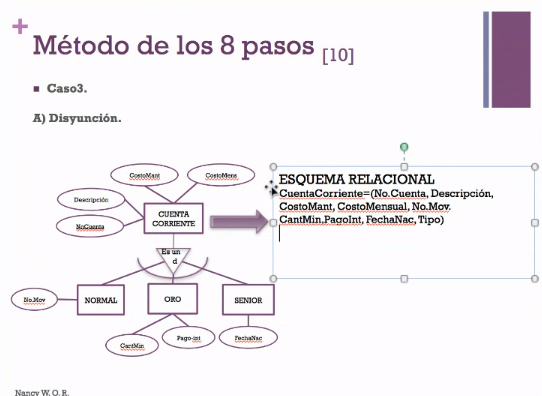 +
Método de los 8 pasos [10]
Caso3.
A) Disyunción.
CostoMant
CostoMens
Descripción
NoCuenta
CUENTA
CORRIENTE
Es un
d
NORMAL
ORO
SENIOR
No.Mov
CantMin
Pago-int
FechaNac
ESQUEMA RELACIONAL
CuentaCorriente=(No.Cuenta, Descripción,
CostoMant, CostoMensual, No.Mov.
CantMin,PagoInt, FechaNac, Tipo)
Nancy W. O. R.